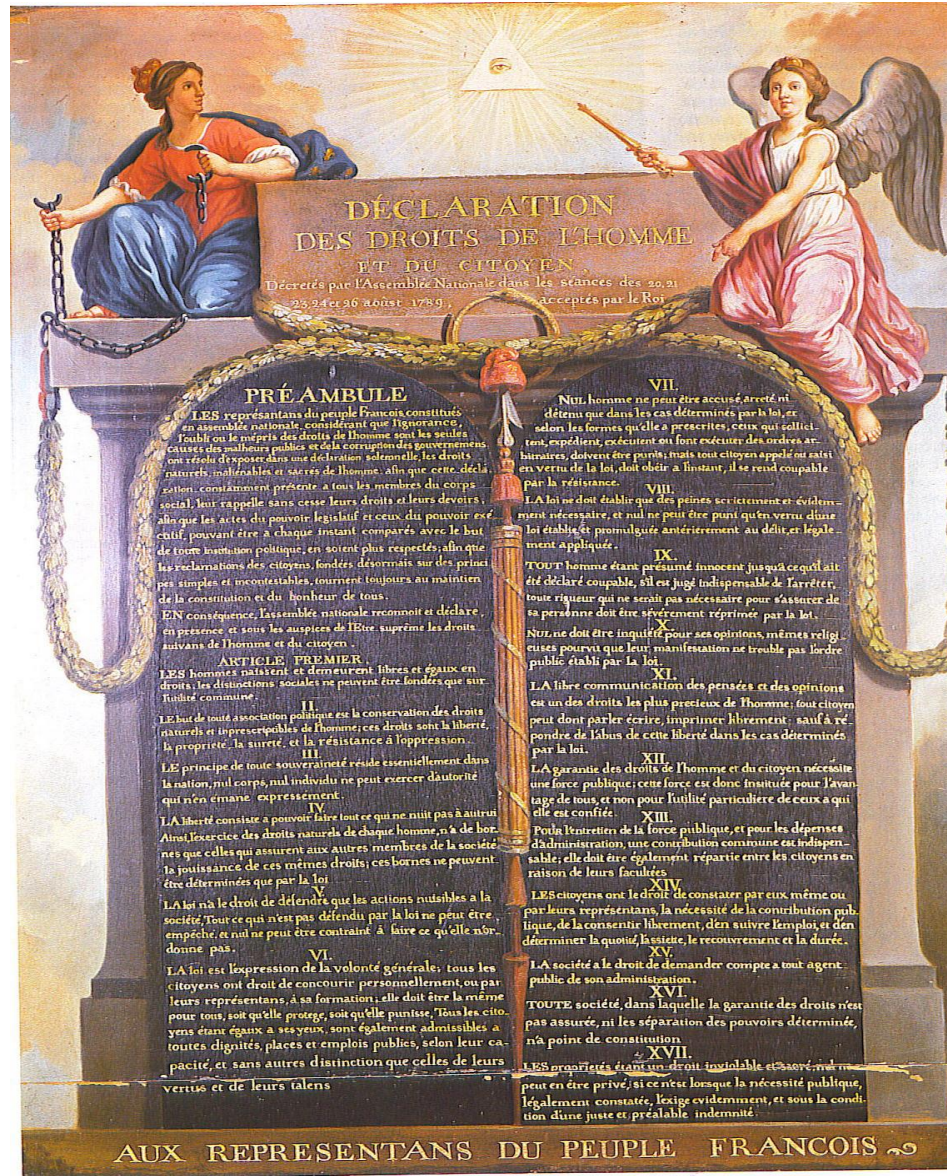 DÉCLARATION
DES DROITS DE L'HOMME
ET DU CITOYEN
Décretés par l'Assemblée Nationale dans les séances des 20, 21
23, 24 et 26 aoûst 1789, acceptés par le Roi
PRÉAMBULE
LES représantans du peuple Francois, constitués
en assemblée nationale, considérant que l'ignorance,
l'oubli ou le mépris des droits de l'homme sont les seules
causes des malheurs publics et de la corruption des gouvernemens
ont résolu d'exposer dans une déclaration solemnelle, les droits
naturels, inaliénables et sacrés de l'homme; afin que cette décla
ration, constamment présente a tous les membres du corps
social, leur rappelle sans cesse leurs droits et leurs devoirs;
afin que les actes du pouvoir legislatif et ceux du pouvoir exé
cutif, pouvant être a chaque instant comparés avec le but
de toute institution politique, en soient plus respectés; afin que
les reclamations des citoyens, fondées désormais sur des princi
pes simples et incontestables, tournent toujours au maintien
de la constitution et du bonheur de tous.
EN conséquence, l'assemblée nationale reconnoit et déclare,
en presence et sous les auspices de l'Etre suprême les droits
suivans de l'homme et du citoyen.
ARTICLE PREMIER.
LES hommes naissent et demeurent libres et égaux en
droits; les distinctions sociales ne peuvent être fondées que sur
l'utilité commune
II.
LE but de toute association politique est la conservation des droits
naturels et inprescriptibles de l'homme; ces droits sont la liberté,
la propriete, la sureté, et la résistance à l'oppression.
III.
LE principe de toute souveraineté réside essentiellement dans
la nation, nul corps, nul individu ne peut exercer d'autorité
qui n'en émane expressement.
IV.
LA liberté consiste a pouvoir faire tout ce qui ne nuit pas à autrui
Ainsi, l'exercice des droits naturels de chaque homme, n'a de bor-
nes que celles qui assurent aux autres membres de la société
la jouissance de ces mêmes droits; ces bornes ne peuvent
être déterminées que par la loi
V.
LA loi n'a le droit de défendre que les actions nuisibles a la
société, Tout ce qui n'est pas défendu par la loi ne peut être
empêché, et nul ne peut être contraint à faire ce qu'elle n'or-
donne pas.
VI.
LA loi est l'expression de la volonté générale; tous les
citoyens ont droit de concourir personnellement, ou par
leurs représentans, à sa formation; elle doit être la même
pour tous, soit qu'elle protege, soit qu'elle punisse, Tous les cito-
yens étant égaux a ses yeux, sont également admissibles a
toutes dignités, places et emplois publics, selon leur ca-
pacité, et sans autres distinction que celles de leurs
vertus et de leurs talens
VII.
NUL homme ne peut être accusé, arreté ni
détenu que dans les cas déterminés par la loi, et
selon les formes qu'elle a prescrites, ceux qui sollici-
tent, expédient, exécutent ou font exécuter des ordres ar-
bitraires, doivent être punis; mais tout citoyen appelé ou saisi
en vertu de la loi, doit obéir a l'instant, il se rend coupable
par la résistance.
VIII.
LA loi ne doit établir que des peines strictement et évidem-
ment nécessaire, et nul ne peut être puni qu'en vertu d'une
loi établie et promulguée antérierement au délit, et légale-
ment appliquée.
IX.
TOUT homme étant présumé innocent jusqu'a ce qu'il ait
été déclaré coupable, s'il est jugé indispensable de l'arrêter,
toute rigueur qui ne serait pas nécessaire pour s'assurer de
sa personne doit être sévèrement réprimée par la loi.
X.
NUL ne doit être inquiété pour ses opinions, mêmes religi-
euses pourvu que leur manifestation ne trouble pas l'ordre
public établi par la loi.
XI.
LA libre communication des pensées et des opinions
est un des droits les plus precieux de l'homme; tout citoyen
peut dont parler écrire, imprimer librement: sauf à ré-
pondre de l'abus de cette liberté dans les cas déterminés
par la loi.
XII.
LA garantie des droits de l'homme et du citoyen nécessite
une force publique; cette force est donc instituée pour l'avan-
tage de tous, et non pour l'utilité particuliere de ceux a qui
elle est confiée.
XIII.
POUR l'entretien de la force publique, et pour les dépenses
d'administration, une contribution commune est indispen-
sable; elle doit être également répartie entre les citoyens en
raison de leurs facultées
XIV.
LES citoyens ont le droit de constater par eux même ou
par leurs représentans, la nécessité de la contribution pub-
lique, de la consentir librement, d'en suivre l'emploi, et d'en
déterminer la quotité, l'assiette, le recouvrement et la durée.
XV.
LA société a le droit de demander compte a tout agent
public de son administration.
XVI.
TOUTE société, dans laquelle la garantie des droits n'est
pas assurée, ni les séparation des pouvoirs déterminée,
n'a point de constitution
XVII.
LES proprietés étant un droit inviolable et sacré, nul ne
peut en être privé, si ce n'est lorsque la nécessité publique,
légalement constatée, l'exige evidemment, et sous la condi-
tion d'une juste et préalable indemnité.
AUX REPRESENTANS DU PEUPLE FRANCOIS